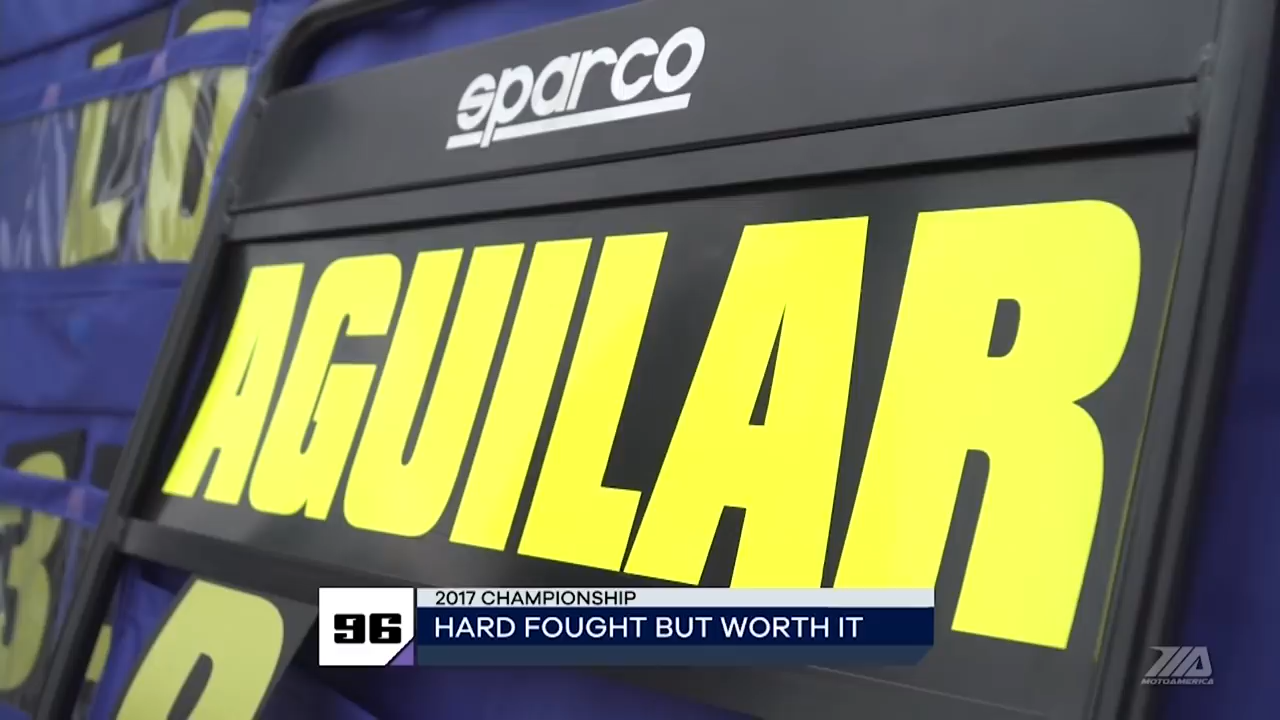 sparco
AGUILAR
96
2017 CHAMPIONSHIP
HARD FOUGHT BUT WORTH IT
MOTOAMERICA